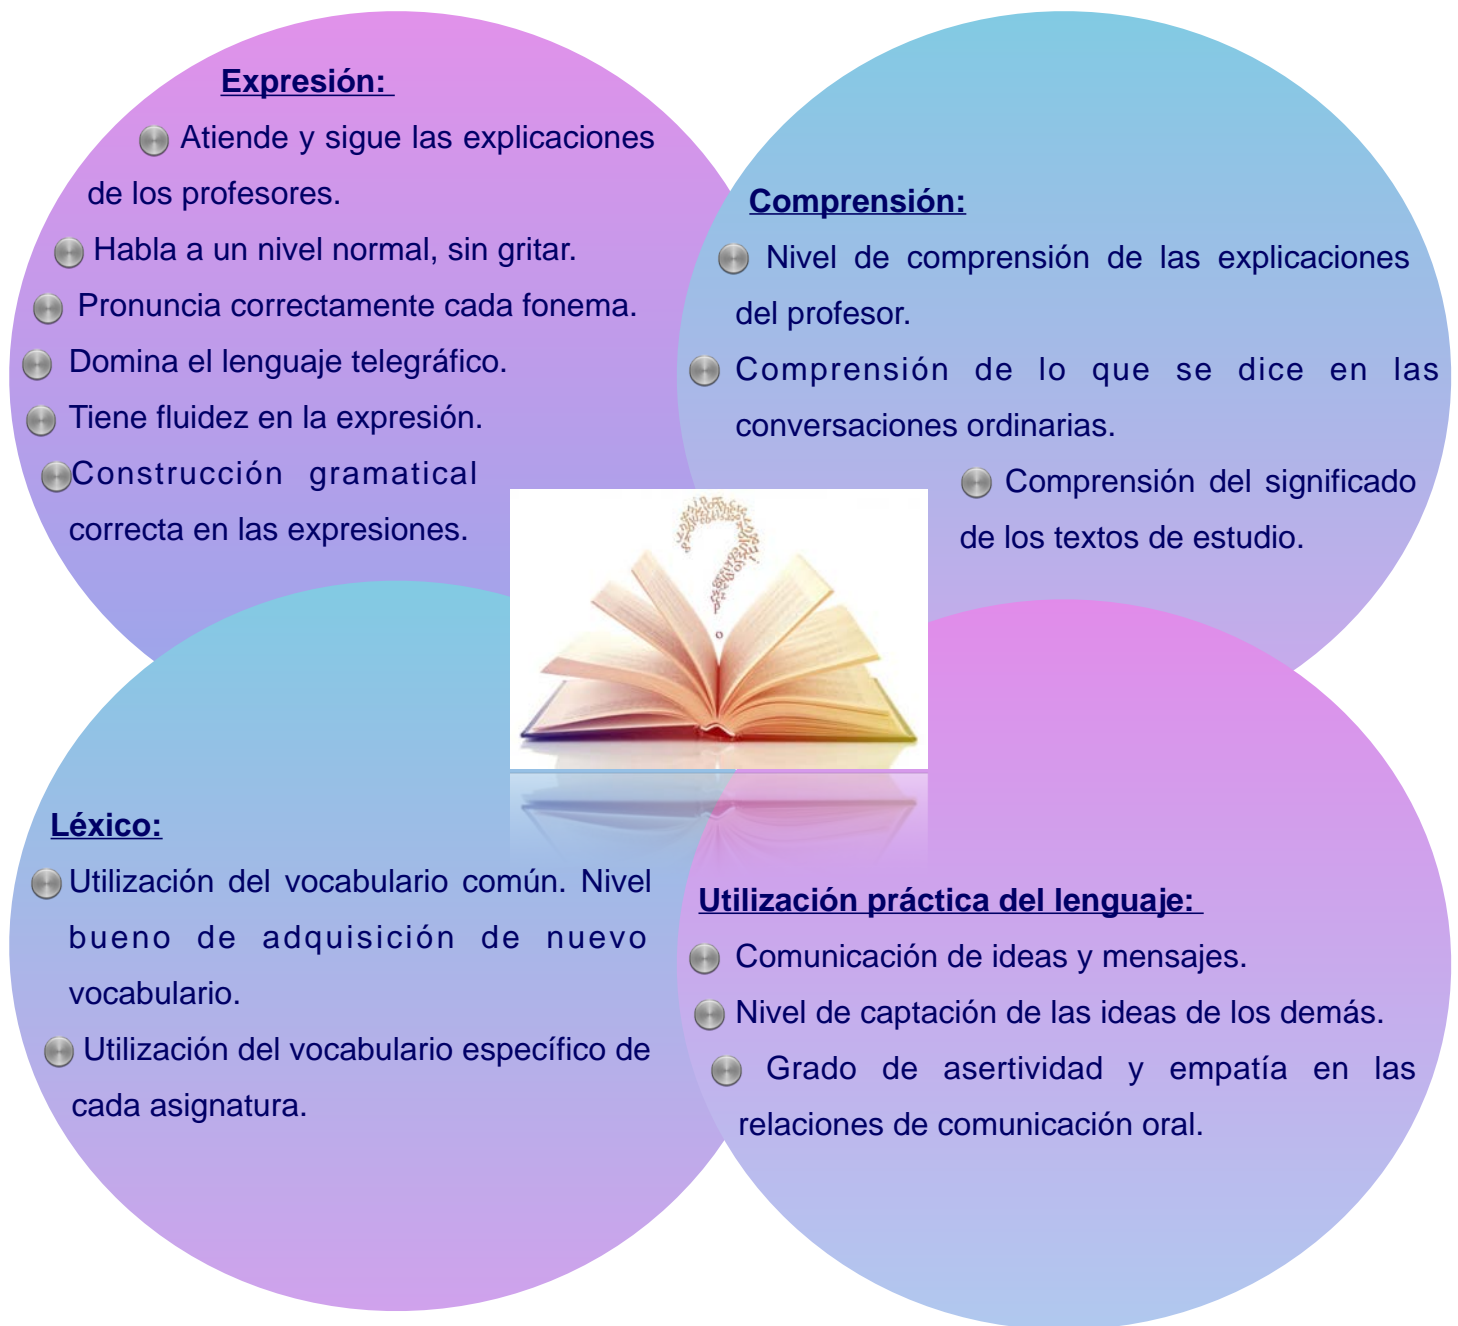 Expresión:
Atiende y sigue las explicaciones
de los profesores.
Habla a un nivel normal, sin gritar.
Pronuncia correctamente cada fonema.
Domina el lenguaje telegráfico.
Tiene fluidez en la expresión.
Construcción gramatical
correcta en las expresiones.
Comprensión:
Nivel de comprensión de las explicaciones
del profesor.
Comprensión de lo que se dice en las
conversaciones ordinarias.
Comprensión del significado
de los textos de estudio.
Léxico:
Utilización del vocabulario común. Nivel
bueno de adquisición de nuevo
vocabulario.
Utilización del vocabulario específico de
cada asignatura.
Utilización práctica del lenguaje:
Comunicación de ideas y mensajes.
Nivel de captación de las ideas de los demás.
Grado de asertividad y empatía en las
relaciones de comunicación oral.